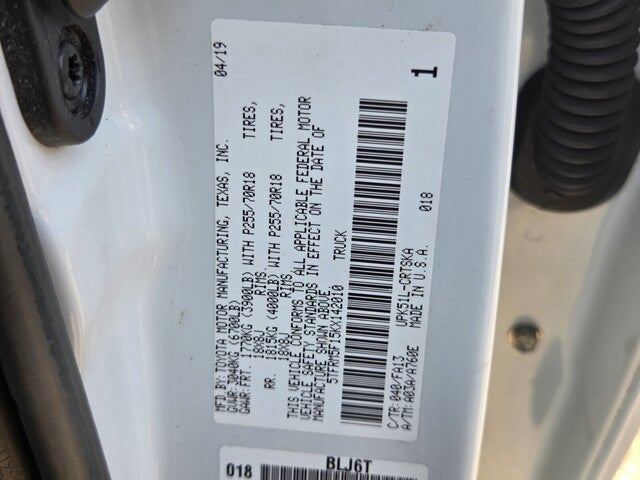 MFD. BY: TOYOTA MOTOR MANUFACTURING, TEXAS, INC. 04/19
GVWR: 3040KG (6700LB)
GAWR: FRT. 1770KG (3900LB) WITH P255/70R18 TIRES,
18X8J RIMS,
RR. 1815KG (4000LB) WITH P255/70R18 TIRES,
18X8J RIMS,
THIS VEHICLE CONFORMS TO ALL APPLICABLE FEDERAL MOTOR
VEHICLE SAFETY STANDARDS IN EFFECT ON THE DATE OF
MANUFACTURE SHOWN ABOVE.
5TFRM5F15KX142010 TRUCK
1
UPK51L-CRTSKA 018
C/TR: 040/FA13 MADE IN U.S.A.
A/TM: A03A/A760E
BLJ6T
018